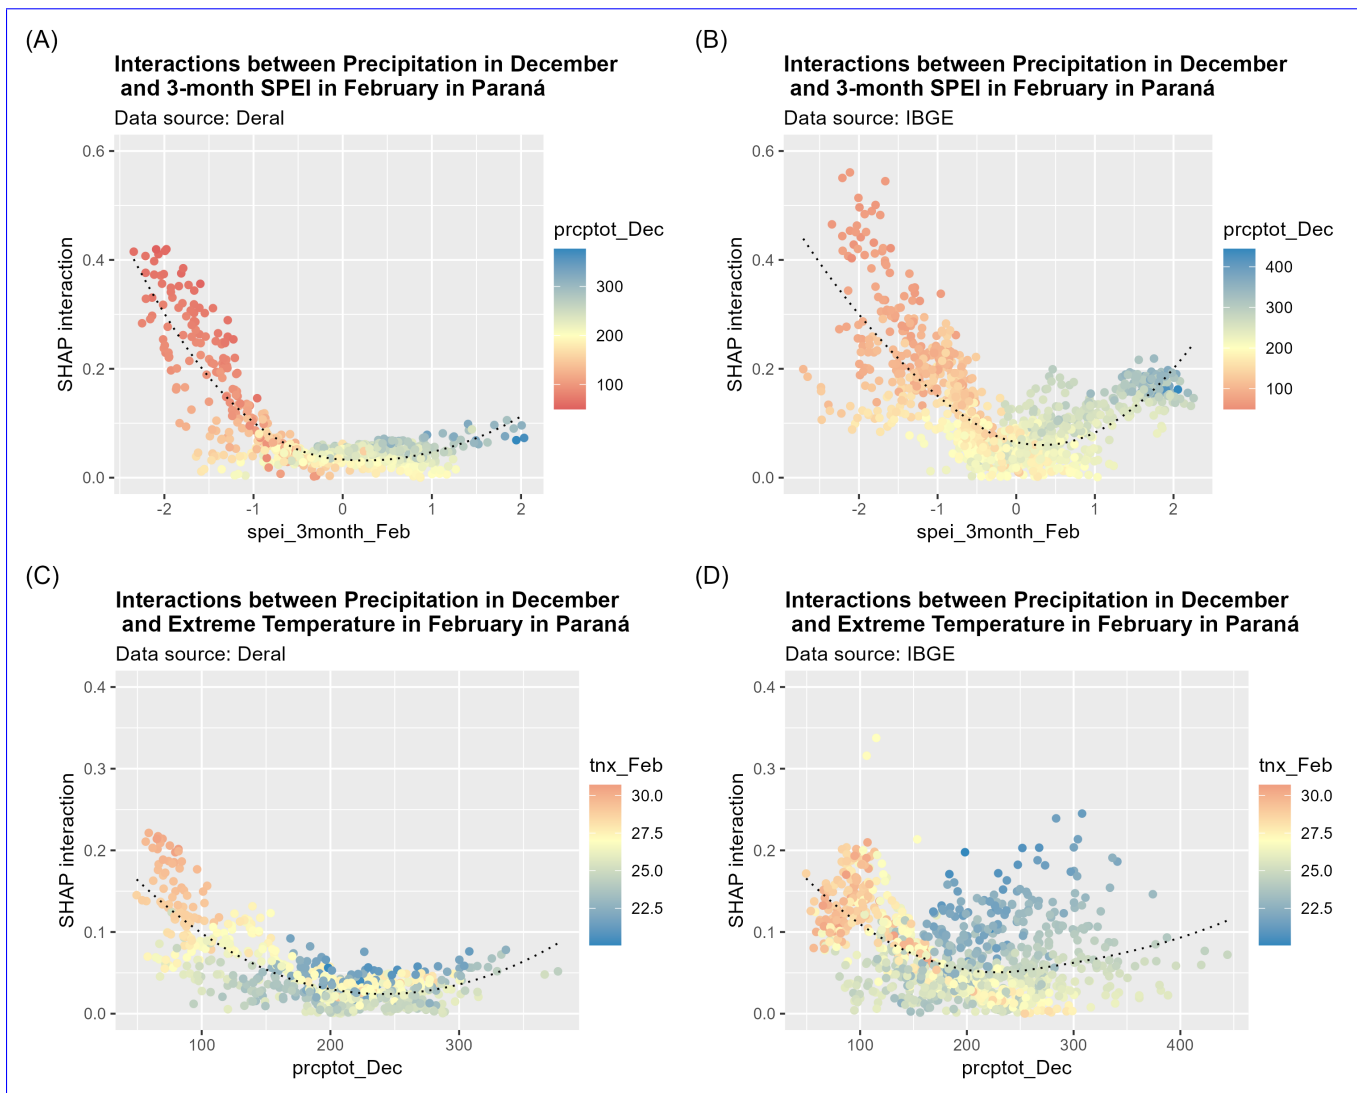 (A)
Interactions between Precipitation in December
and 3-month SPEI in February in Paraná
Data source: Deral
0.6
0.4
0.2
0.0
SHAP interaction
-2
-1
0
1
2
spei_3month_Feb
prcptot_Dec
300
200
100
(B)
Interactions between Precipitation in December
and 3-month SPEI in February in Paraná
Data source: IBGE
0.6
0.4
0.2
0.0
SHAP interaction
-2
-1
0
1
2
spei_3month_Feb
prcptot_Dec
400
300
200
100
(C)
Interactions between Precipitation in December
and Extreme Temperature in February in Paraná
Data source: Deral
0.4
0.3
0.2
0.1
0.0
SHAP interaction
100
200
300
prcptot_Dec
tnx_Feb
30.0
27.5
25.0
22.5
(D)
Interactions between Precipitation in December
and Extreme Temperature in February in Paraná
Data source: IBGE
0.4
0.3
0.2
0.1
0.0
SHAP interaction
100
200
300
400
prcptot_Dec
tnx_Feb
30.0
27.5
25.0
22.5